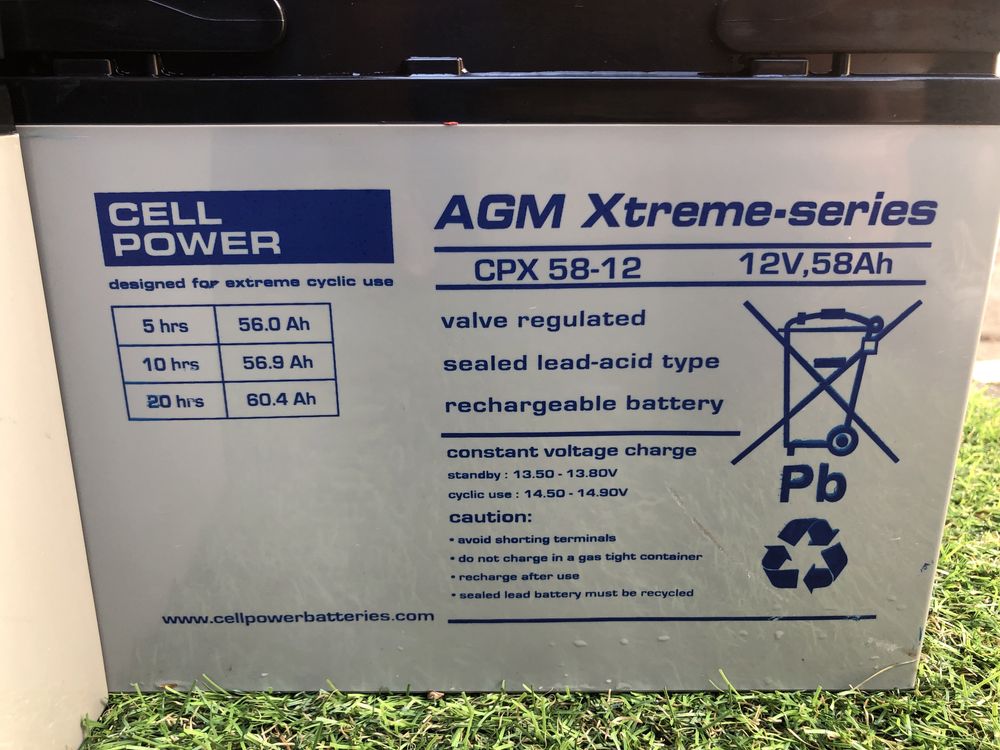 CELL
POWER
designed for extreme cyclic use
5 hrs 56.0 Ah
10 hrs 56.9 Ah
20 hrs 60.4 Ah
www.cellpowerbatteries.com
AGM Xtreme-series
CPX 58-12 12V,58Ah
valve regulated
sealed lead-acid type
rechargeable battery
Pb
constant voltage charge
standby : 13.50 - 13.80V
cyclic use : 14.50 - 14.90V
caution:
• avoid shorting terminals
• do not charge in a gas tight container
• recharge after use
• sealed lead battery must be recycled